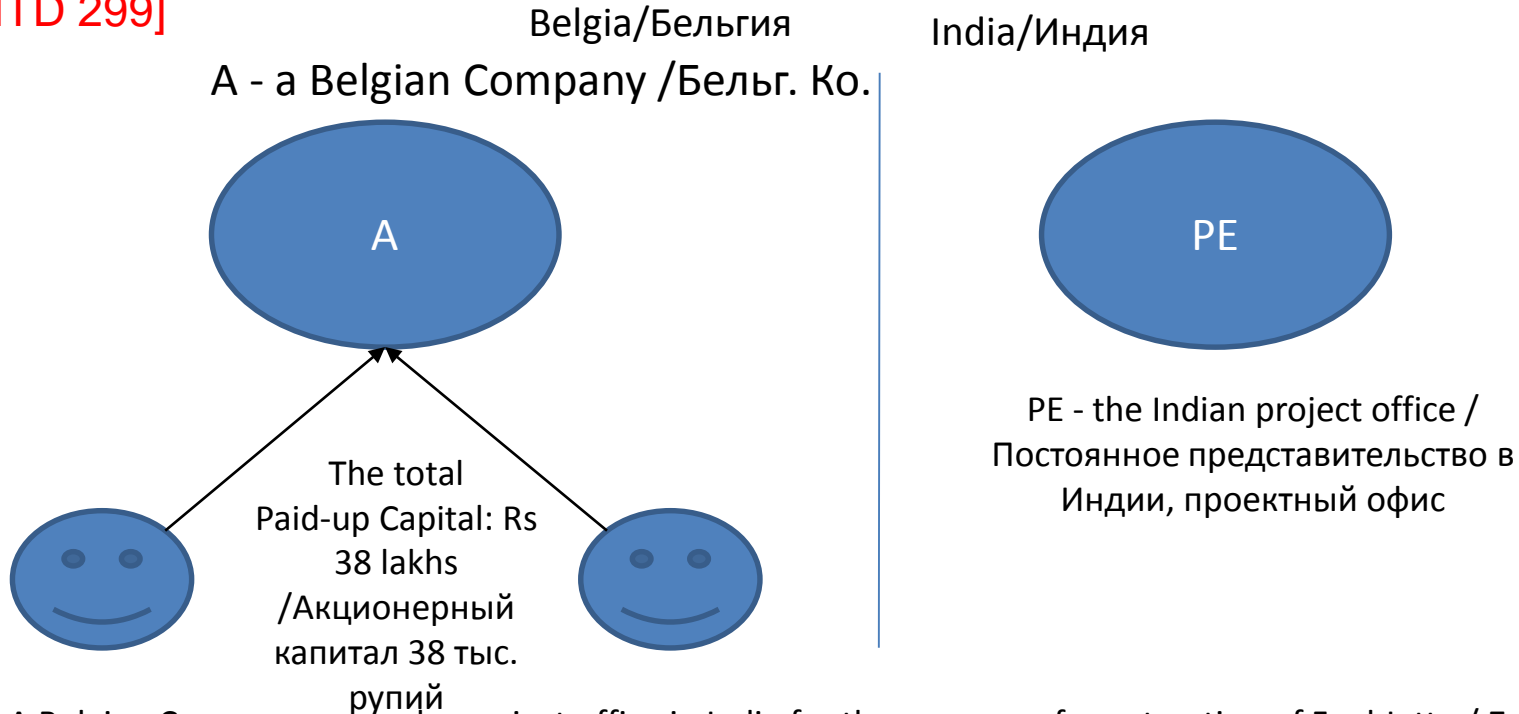 ITD 299]
Belgia/Бельгия
India/Индия
A - a Belgian Company /Бельг. Ко.
A
PE
PE - the Indian project office /
Постоянное представительство в
Индии, проектный офис
The total
Paid-up Capital: Rs
38 lakhs
/Акционерный
капитал 38 тыс.
рупий